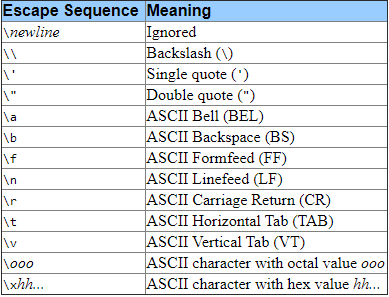 Escape Sequence Meaning
\newline Ignored
\\ Backslash (\)
\' Single quote (')
\" Double quote (")
\a ASCII Bell (BEL)
\b ASCII Backspace (BS)
\f ASCII Formfeed (FF)
\n ASCII Linefeed (LF)
\r ASCII Carriage Return (CR)
\t ASCII Horizontal Tab (TAB)
\v ASCII Vertical Tab (VT)
\ooo ASCII character with octal value ooo
\xhh... ASCII character with hex value hh...